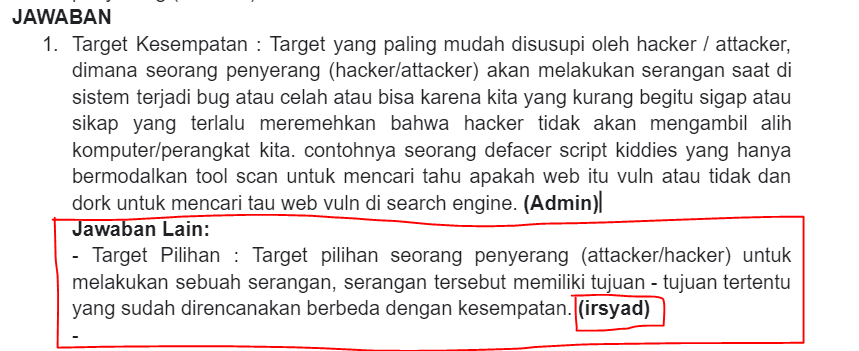 JAWABAN
1. Target Kesempatan : Target yang paling mudah disusupi oleh hacker / attacker,
dimana seorang penyerang (hacker/attacker) akan melakukan serangan saat di
sistem terjadi bug atau celah atau bisa karena kita yang kurang begitu sigap atau
sikap yang terlalu meremehkan bahwa hacker tidak akan mengambil alih
komputer/perangkat kita. contohnya seorang defacer script kiddies yang hanya
bermodalkan tool scan untuk mencari tahu apakah web itu vuln atau tidak dan
dork untuk mencari tau web vuln di search engine. (Admin)
Jawaban Lain:
- Target Pilihan : Target pilihan seorang penyerang (attacker/hacker) untuk
melakukan sebuah serangan, serangan tersebut memiliki tujuan - tujuan tertentu
yang sudah direncanakan berbeda dengan kesempatan. (irsyad)
-